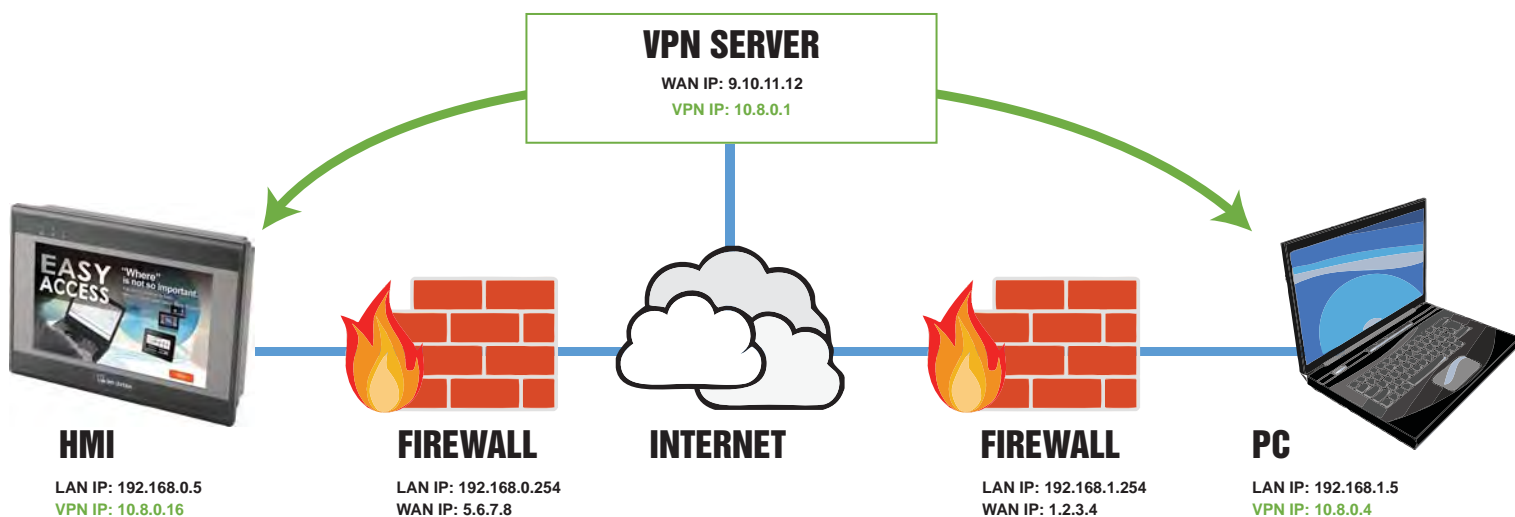 VPN SERVER
WAN IP: 9.10.11.12
VPN IP: 10.8.0.1
EASY
ACCESS
"Where"
is not so important.
HMI
LAN IP: 192.168.0.5
VPN IP: 10.8.0.16
FIREWALL
LAN IP: 192.168.0.254
WAN IP: 5.6.7.8
INTERNET
FIREWALL
LAN IP: 192.168.1.254
WAN IP: 1.2.3.4
PC
LAN IP: 192.168.1.5
VPN IP: 10.8.0.4